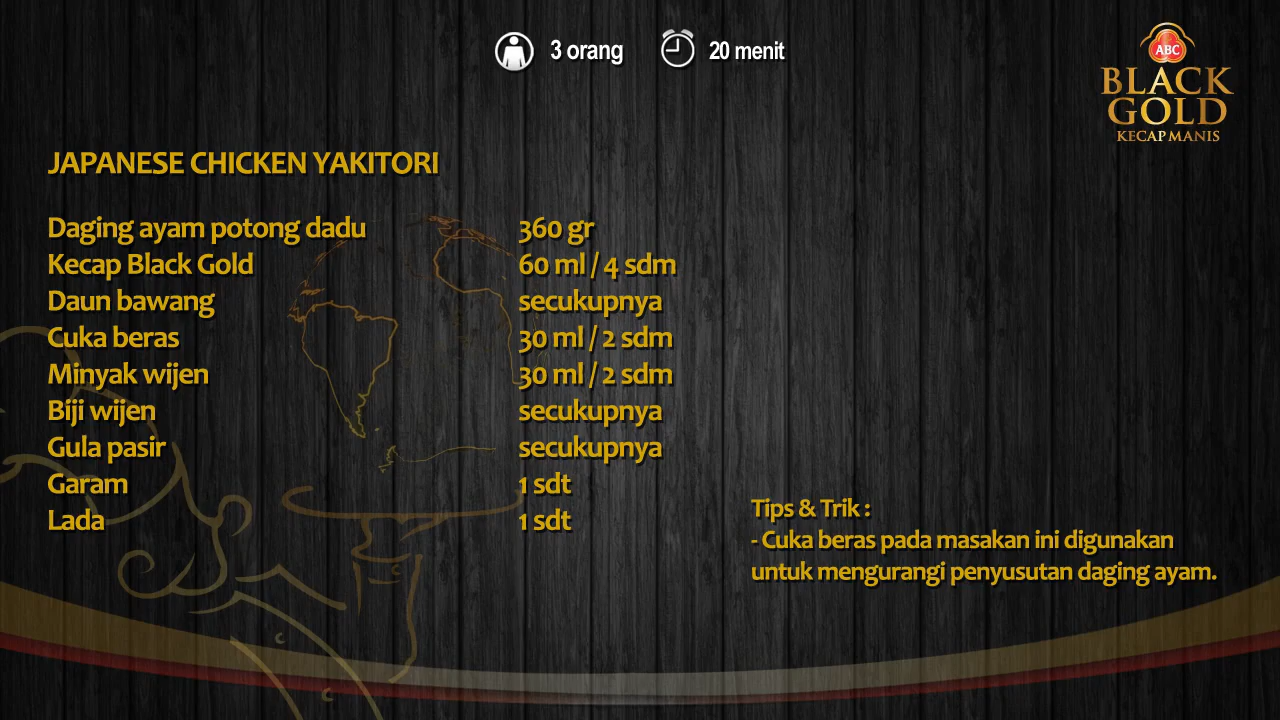 3 orang 20 menit
ABC
BLACK
GOLD
KECAP MANIS
JAPANESE CHICKEN YAKITORI
Daging ayam potong dadu 360 gr
Kecap Black Gold 60 ml / 4 sdm
Daun bawang secukupnya
Cuka beras 30 ml / 2 sdm
Minyak wijen 30 ml / 2 sdm
Biji wijen secukupnya
Gula pasir secukupnya
Garam 1 sdt
Lada 1 sdt
Tips & Trik :
- Cuka beras pada masakan ini digunakan
untuk mengurangi penyusutan daging ayam.